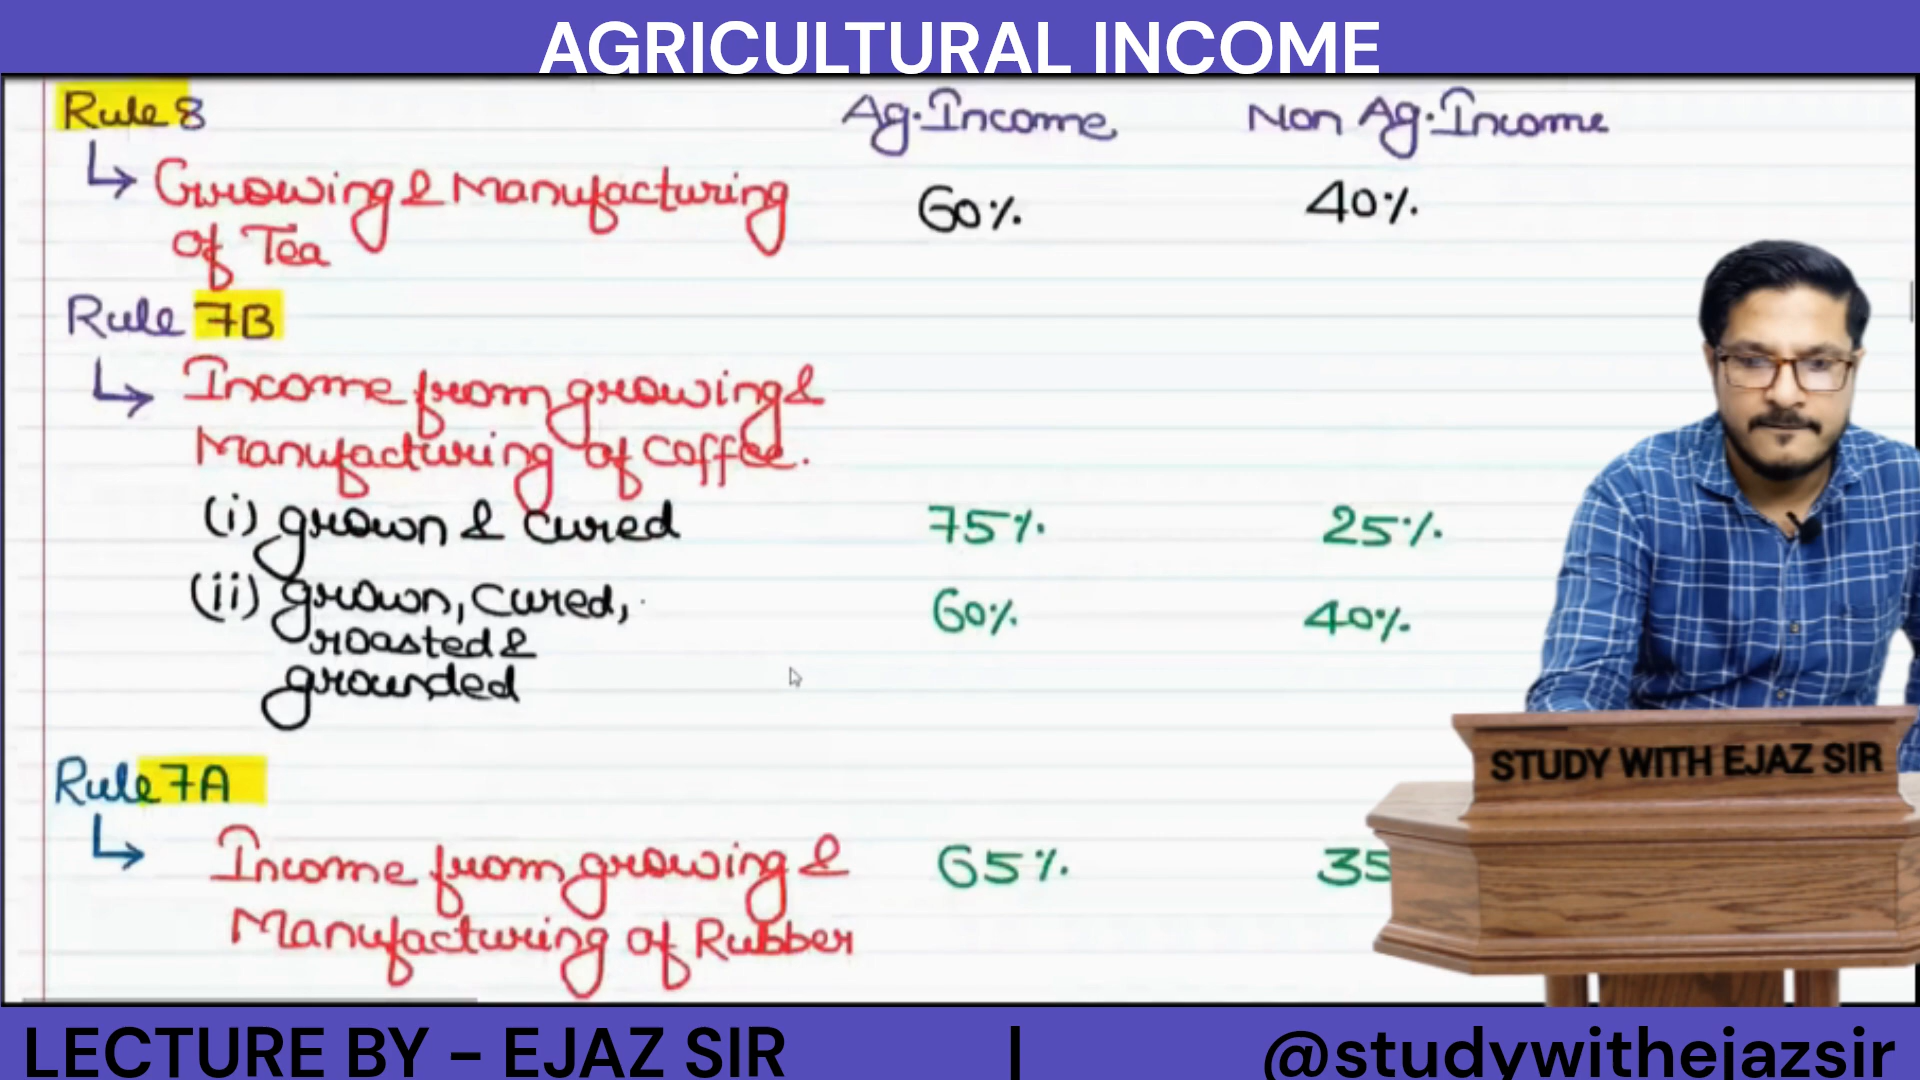 AGRICULTURAL INCOME
Rule 8 Ag. Income Non Ag. Income
Growing & Manufacturing 60% 40%
of Tea
Rule 7B
Income from growing &
Manufacturing of Coffee.
(i) grown & cured 75% 25%
(ii) grown, cured, 60% 40%
roasted &
grounded
Rule 7A
Income from growing & 65% 35
Manufacturing of Rubber
STUDY WITH EJAZ SIR
LECTURE BY - EJAZ SIR | @studywithejazsir